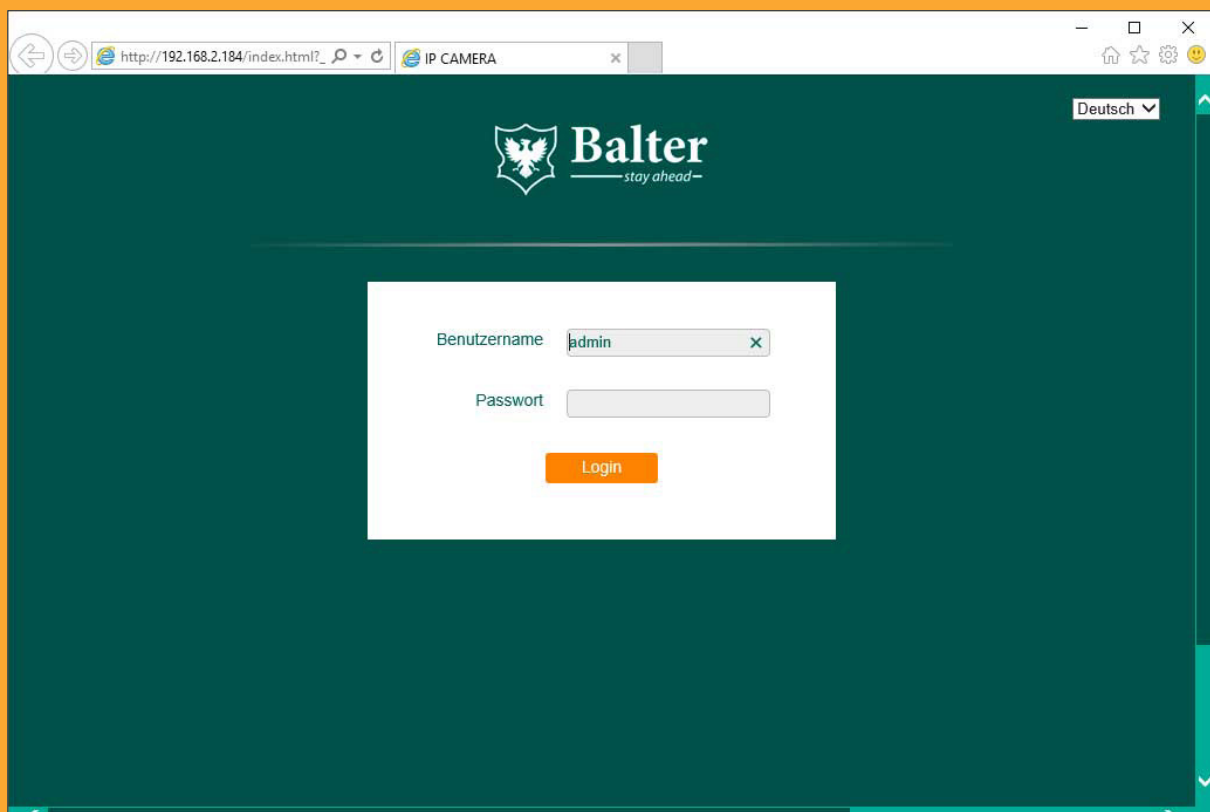 http://192.168.2.184/index.html?_
IP CAMERA
Deutsch
Balter
stay ahead
Benutzername
admin
Passwort
Login